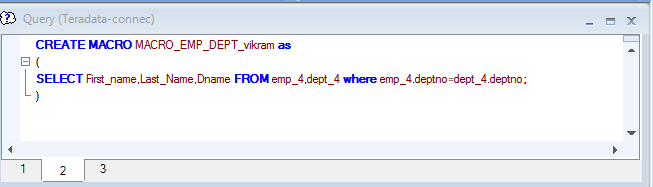 Query (Teradata-connec)
CREATE MACRO MACRO_EMP_DEPT_vikram as
(
SELECT First_name,Last_Name,Dname FROM emp_4,dept_4 where emp_4.deptno=dept_4.deptno;
)
1 2 3